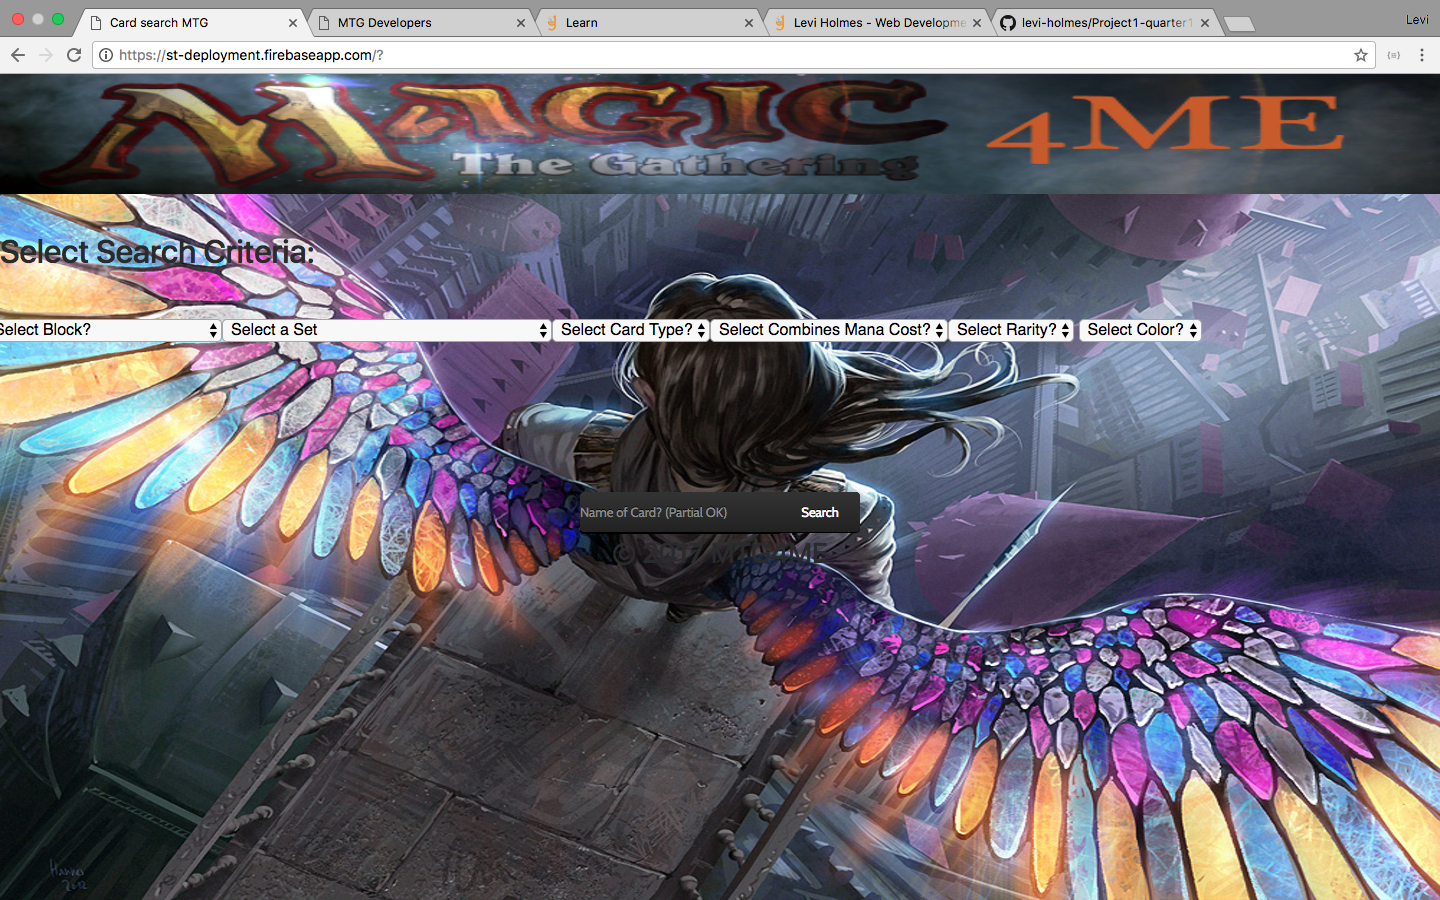 Card search MTG
MTG Developers
Learn
Levi Holmes - Web Developme
levi-holmes/Project1-quarter1
Levi
https://st-deployment.firebaseapp.com/?
MAGIC
The Gathering
4ME
Select Search Criteria:
Select Block?
Select a Set
Select Card Type?
Select Combines Mana Cost?
Select Rarity?
Select Color?
Name of Card? (Partial OK)
Search
© 2017 MTG4ME